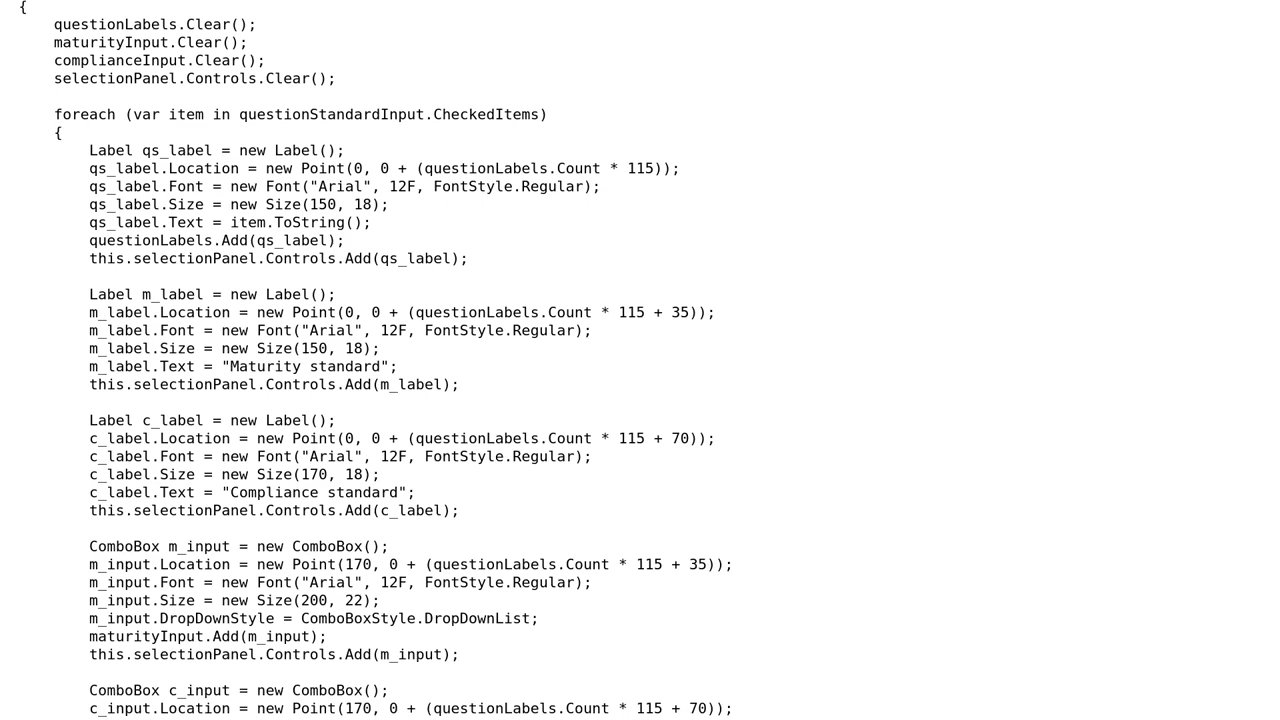 {
questionLabels.Clear();
maturityInput.Clear();
complianceInput.Clear();
selectionPanel.Controls.Clear();
foreach (var item in questionStandardInput.CheckedItems)
{
Label qs_label = new Label();
qs_label.Location = new Point(0, 0 + (questionLabels.Count * 115));
qs_label.Font = new Font("Arial", 12F, FontStyle.Regular);
qs_label.Size = new Size(150, 18);
qs_label.Text = item.ToString();
questionLabels.Add(qs_label);
this.selectionPanel.Controls.Add(qs_label);
Label m_label = new Label();
m_label.Location = new Point(0, 0 + (questionLabels.Count * 115 + 35));
m_label.Font = new Font("Arial", 12F, FontStyle.Regular);
m_label.Size = new Size(150, 18);
m_label.Text = "Maturity standard";
this.selectionPanel.Controls.Add(m_label);
Label c_label = new Label();
c_label.Location = new Point(0, 0 + (questionLabels.Count * 115 + 70));
c_label.Font = new Font("Arial", 12F, FontStyle.Regular);
c_label.Size = new Size(170, 18);
c_label.Text = "Compliance standard";
this.selectionPanel.Controls.Add(c_label);
ComboBox m_input = new ComboBox();
m_input.Location = new Point(170, 0 + (questionLabels.Count * 115 + 35));
m_input.Font = new Font("Arial", 12F, FontStyle.Regular);
m_input.Size = new Size(200, 22);
m_input.DropDownStyle = ComboBoxStyle.DropDownList;
maturityInput.Add(m_input);
this.selectionPanel.Controls.Add(m_input);
ComboBox c_input = new ComboBox();
c_input.Location = new Point(170, 0 + (questionLabels.Count * 115 + 70));